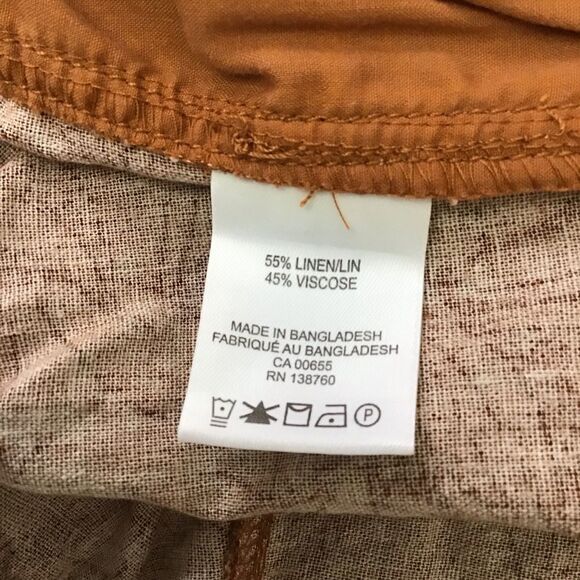 55% LINEN/LIN
45% VISCOSE
MADE IN BANGLADESH
FABRIQUÉ AU BANGLADESH
CA 00655
RN 138760
P